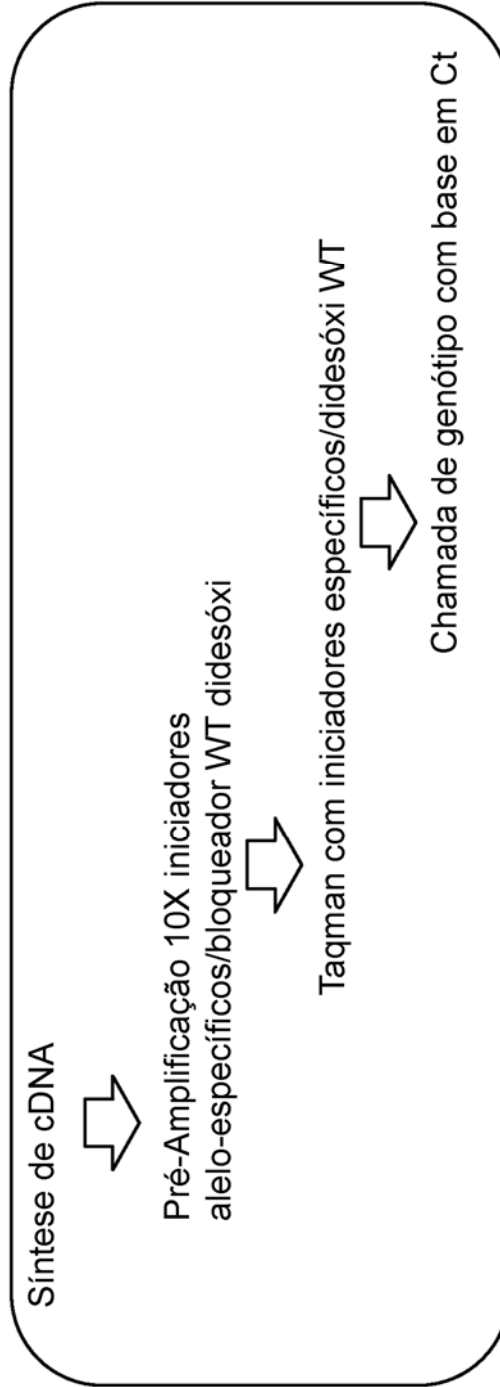 Síntese de cDNA
Pré-Amplificação 10X iniciadores
alelo-específicos/bloqueador WT didesóxi
Taqman com iniciadores específicos/didesóxi WT
Chamada de genótipo com base em Ct